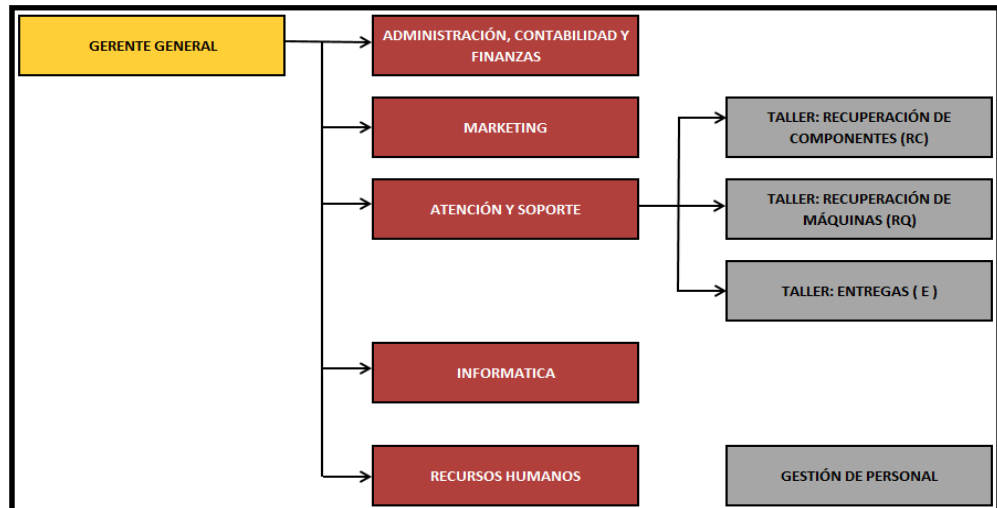 GERENTE GENERAL
ADMINISTRACIÓN, CONTABILIDAD Y
FINANZAS
MARKETING
TALLER: RECUPERACIÓN DE
COMPONENTES (RC)
ATENCIÓN Y SOPORTE
TALLER: RECUPERACIÓN DE
MÁQUINAS (RQ)
TALLER: ENTREGAS ( E )
INFORMATICA
RECURSOS HUMANOS
GESTIÓN DE PERSONAL